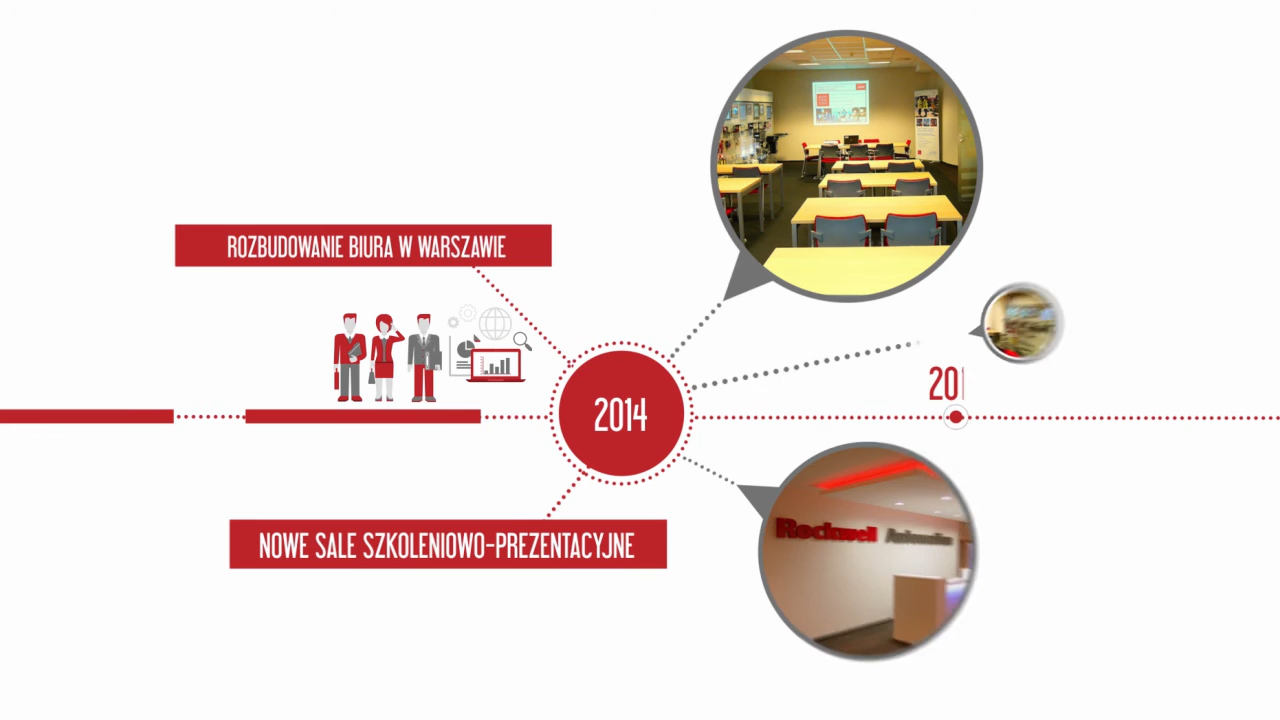 ROZBUDOWANIE BIURA W WARSZAWIE
2014
20
NOWE SALE SZKOLENIOWO-PREZENTACYJNE
Rockwell Automation